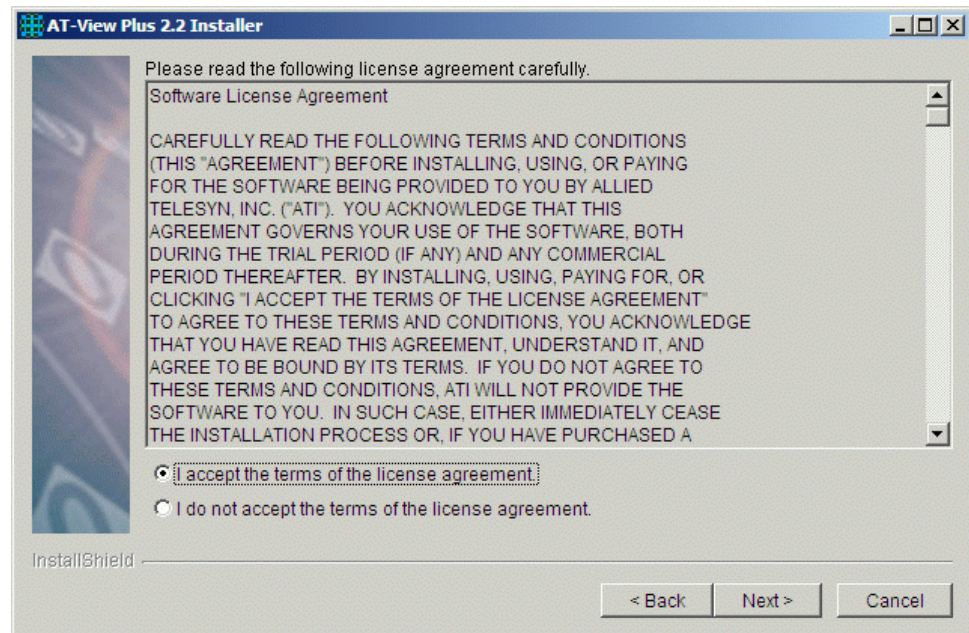 AT-View Plus 2.2 Installer
Please read the following license agreement carefully.
Software License Agreement
CAREFULLY READ THE FOLLOWING TERMS AND CONDITIONS
(THIS "AGREEMENT") BEFORE INSTALLING, USING, OR PAYING
FOR THE SOFTWARE BEING PROVIDED TO YOU BY ALLIED
TELESYN, INC. ("ATI").  YOU ACKNOWLEDGE THAT THIS
AGREEMENT GOVERNS YOUR USE OF THE SOFTWARE, BOTH
DURING THE TRIAL PERIOD (IF ANY) AND ANY COMMERCIAL
PERIOD THEREAFTER.  BY INSTALLING, USING, PAYING FOR, OR
CLICKING "I ACCEPT THE TERMS OF THE LICENSE AGREEMENT"
TO AGREE TO THESE TERMS AND CONDITIONS, YOU ACKNOWLEDGE
THAT YOU HAVE READ THIS AGREEMENT, UNDERSTAND IT, AND
AGREE TO BE BOUND BY ITS TERMS.  IF YOU DO NOT AGREE TO
THESE TERMS AND CONDITIONS, ATI WILL NOT PROVIDE THE
SOFTWARE TO YOU.  IN SUCH CASE, EITHER IMMEDIATELY CEASE
THE INSTALLATION PROCESS OR, IF YOU HAVE PURCHASED A
I accept the terms of the license agreement.
I do not accept the terms of the license agreement.
InstallShield
< Back
Next >
Cancel